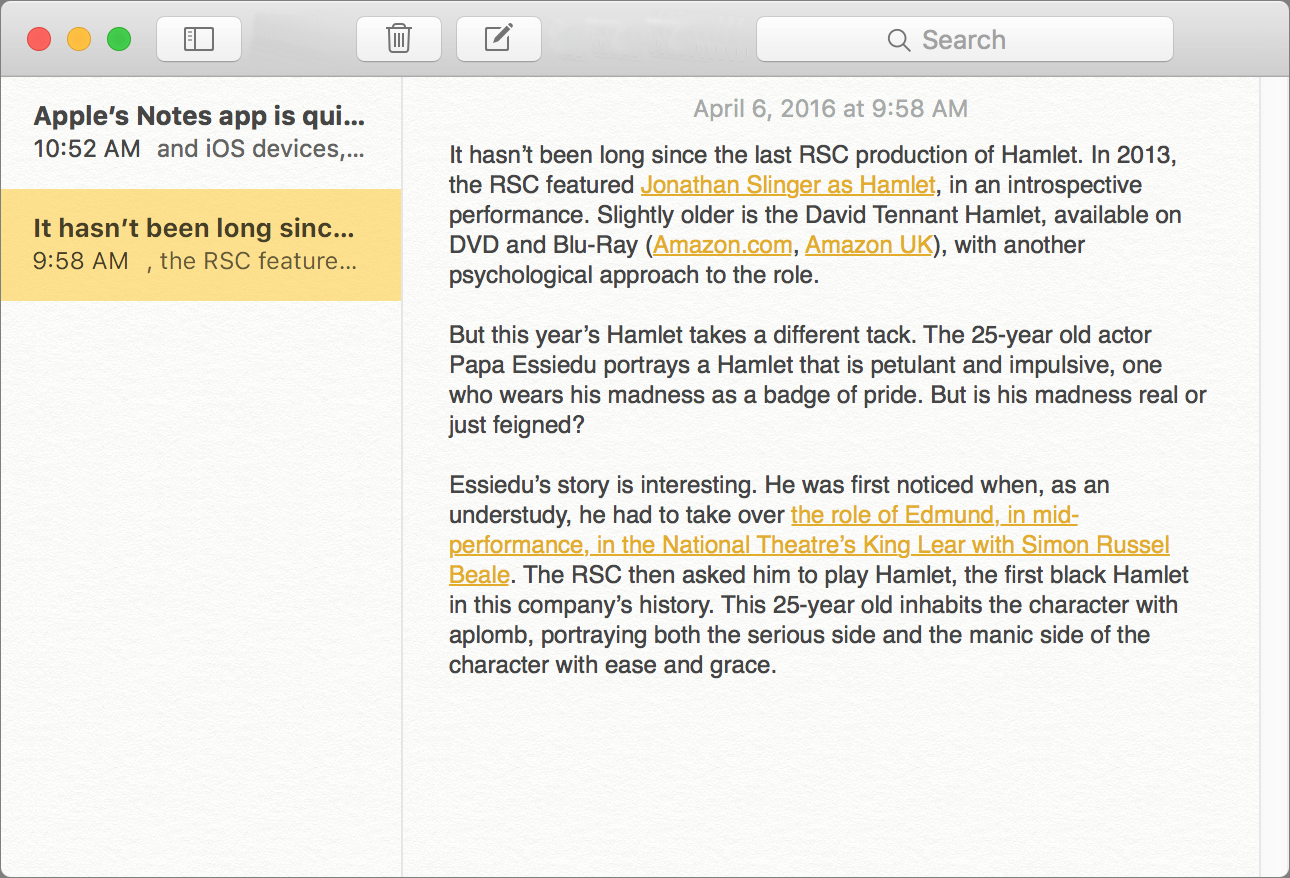 Search
Apple’s Notes app is qui...
10:52 AM and iOS devices,...
It hasn’t been long sinc...
9:58 AM , the RSC feature...
April 6, 2016 at 9:58 AM
It hasn’t been long since the last RSC production of Hamlet. In 2013,
the RSC featured Jonathan Slinger as Hamlet, in an introspective
performance. Slightly older is the David Tennant Hamlet, available on
DVD and Blu-Ray (Amazon.com, Amazon UK), with another
psychological approach to the role.
But this year’s Hamlet takes a different tack. The 25-year old actor
Papa Essiedu portrays a Hamlet that is petulant and impulsive, one
who wears his madness as a badge of pride. But is his madness real or
just feigned?
Essiedu’s story is interesting. He was first noticed when, as an
understudy, he had to take over the role of Edmund, in mid-
performance, in the National Theatre’s King Lear with Simon Russel
Beale. The RSC then asked him to play Hamlet, the first black Hamlet
in this company’s history. This 25-year old inhabits the character with
aplomb, portraying both the serious side and the manic side of the
character with ease and grace.